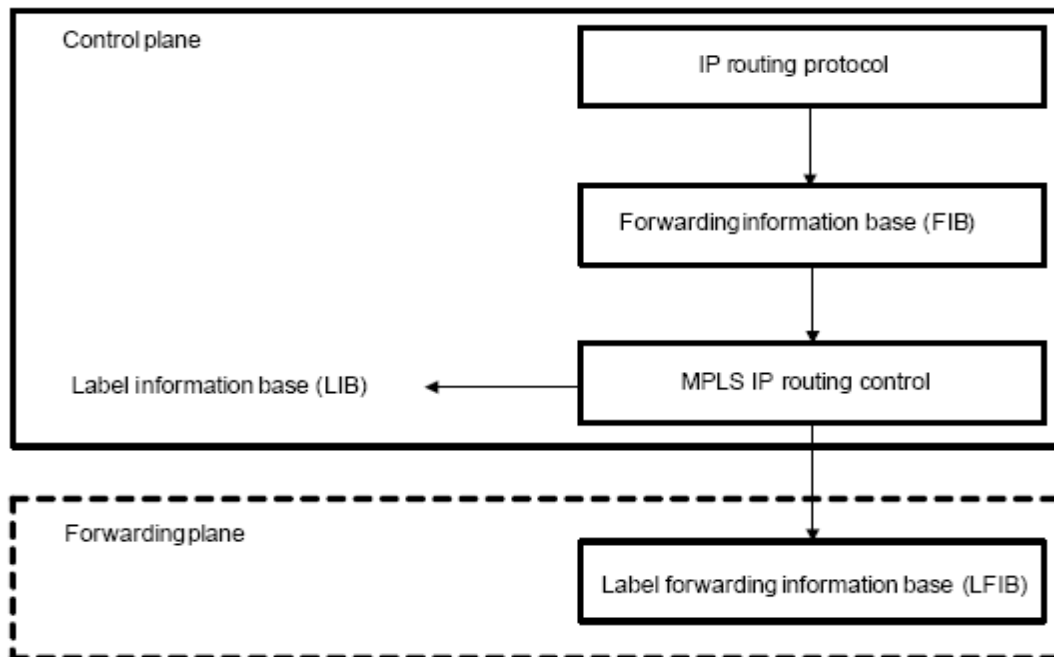 Control plane
IP routing protocol
Forwarding information base (FIB)
Label information base (LIB)
MPLS IP routing control
Forwarding plane
Label forwarding information base (LFIB)